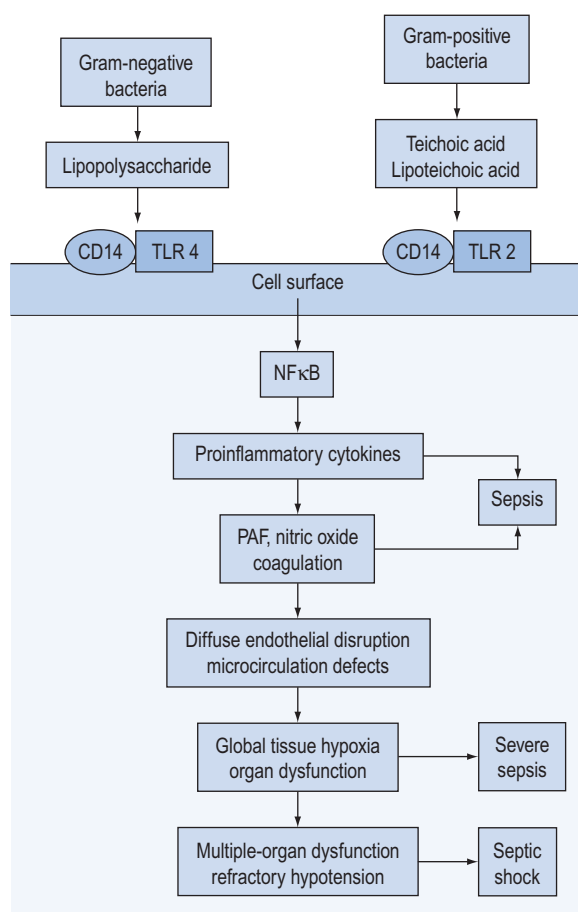 Gram-negative
bacteria
Gram-positive
bacteria
Lipopolysaccharide
Teichoic acid
Lipoteichoic acid
CD14
TLR 4
CD14
TLR 2
Cell surface
NFκB
Proinflammatory cytokines
Sepsis
PAF, nitric oxide
coagulation
Diffuse endothelial disruption
microcirculation defects
Global tissue hypoxia
organ dysfunction
Severe
sepsis
Multiple-organ dysfunction
refractory hypotension
Septic
shock